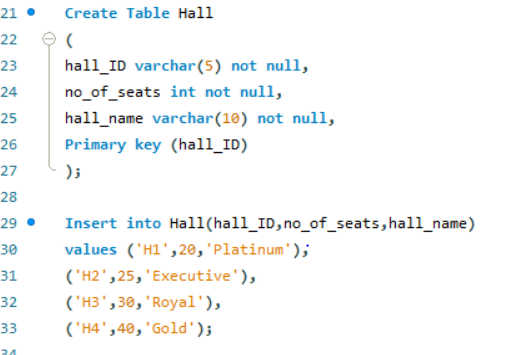 21 Create Table Hall
22 (
23 hall_ID varchar(5) not null,
24 no_of_seats int not null,
25 hall_name varchar(10) not null,
26 Primary key (hall_ID)
27 );
28
29 Insert into Hall(hall_ID,no_of_seats,hall_name)
30 values ('H1',20,'Platinum');
31 ('H2',25,'Executive'),
32 ('H3',30,'Royal'),
33 ('H4',40,'Gold');
34